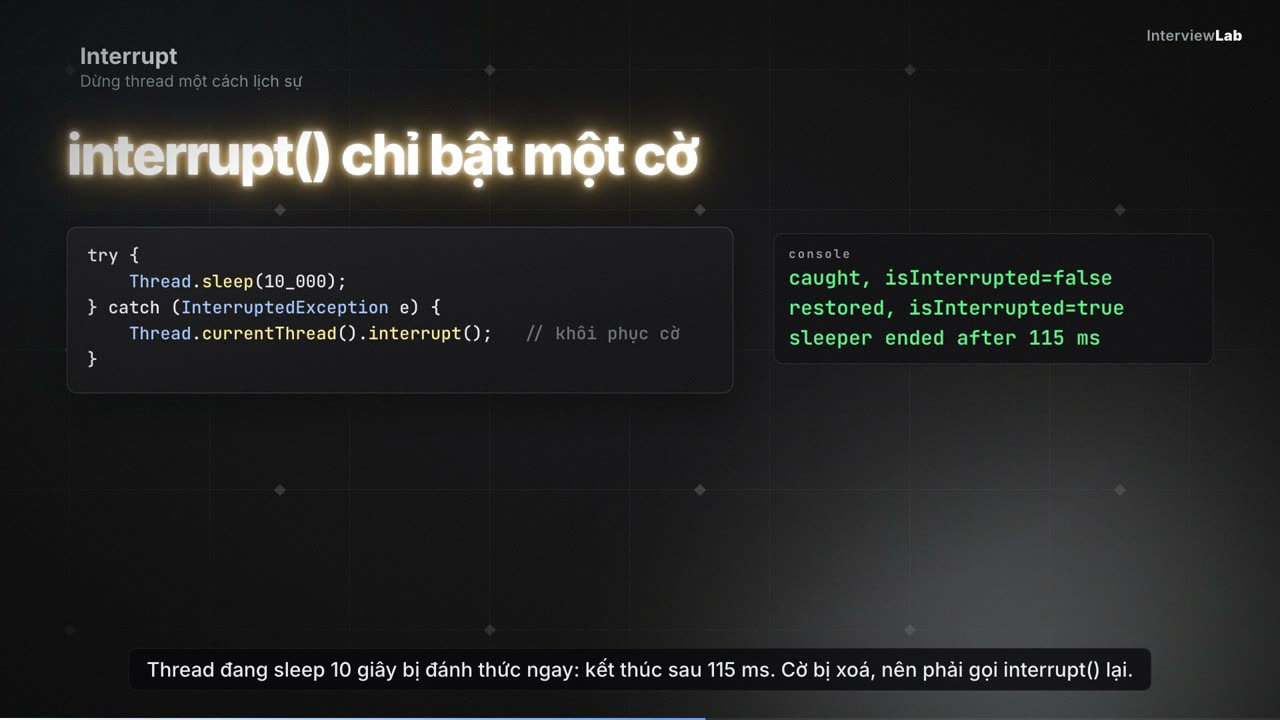 InterviewLab
Interrupt
Dừng thread một cách lịch sự
interrupt() chỉ bật một cờ
try {
    Thread.sleep(10_000);
} catch (InterruptedException e) {
    Thread.currentThread().interrupt();   // khôi phục cờ
}
console
caught, isInterrupted=false
restored, isInterrupted=true
sleeper ended after 115 ms
Thread đang sleep 10 giây bị đánh thức ngay: kết thúc sau 115 ms. Cờ bị xoá, nên phải gọi interrupt() lại.